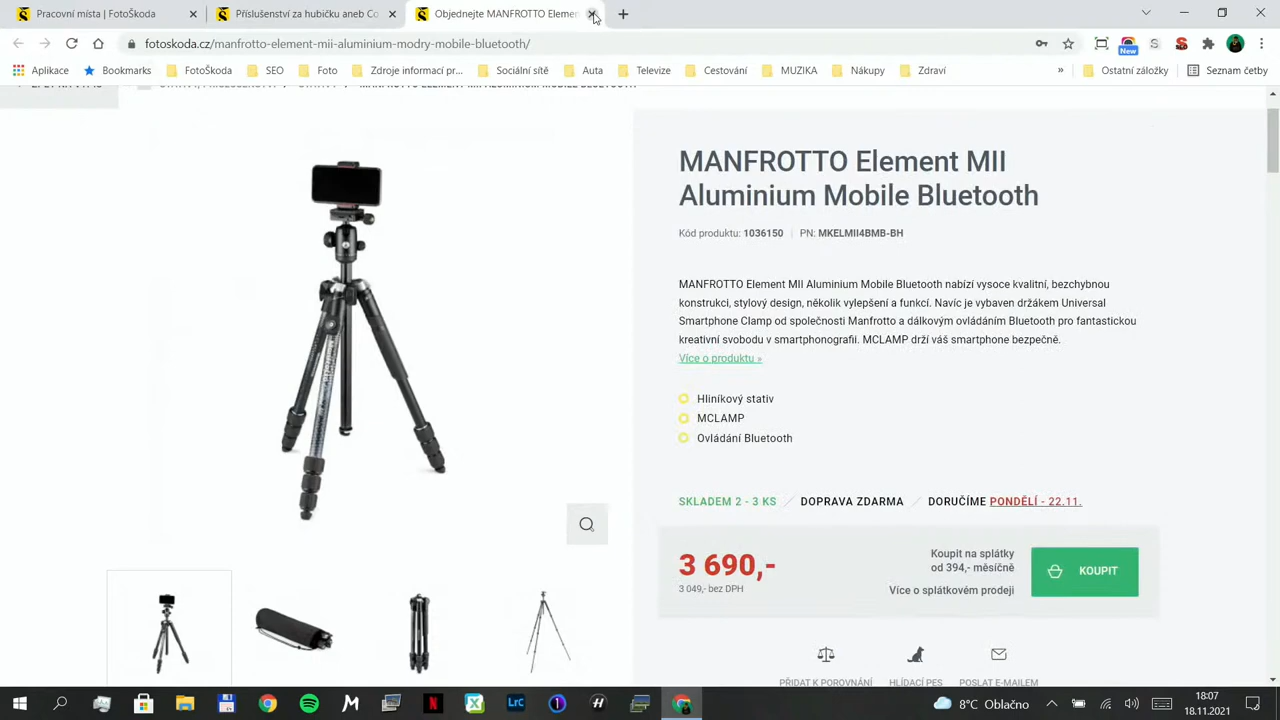 Pracovní místa | FotoŠkoda
Příslušenství za hubičku aneb Co
Objednejte MANFROTTO Elemen
fotoskoda.cz/manfrotto-element-mii-aluminium-modry-mobile-bluetooth/
New
Aplikace
Bookmarks
FotoŠkoda
SEO
Foto
Zdroje informací pr...
Sociální sítě
Auta
Televize
Cestování
MUZIKA
Nákupy
Zdraví
»
Ostatní záložky
Seznam četby
MANFROTTO Element MII
Aluminium Mobile Bluetooth
Kód produktu: 1036150 | PN: MKELMII4BMB-BH
MANFROTTO Element MII Aluminium Mobile Bluetooth nabízí vysoce kvalitní, bezchybnou
konstrukci, stylový design, několik vylepšení a funkcí. Navíc je vybaven držákem Universal
Smartphone Clamp od společnosti Manfrotto a dálkovým ovládáním Bluetooth pro fantastickou
kreativní svobodu v smartphonografii. MCLAMP drží váš smartphone bezpečně.
Více o produktu »
Hliníkový stativ
MCLAMP
Ovládání Bluetooth
SKLADEM 2 - 3 KS / DOPRAVA ZDARMA / DORUČÍME PONDĚLÍ - 22.11.
3 690,-
3 049,- bez DPH
Koupit na splátky
od 394,- měsíčně
Více o splátkovém prodeji
KOUPIT
PŘIDAT K POROVNÁNÍ
HLÍDACÍ PES
POSLAT E-MAILEM
8°C Oblačno
18:07
18.11.2021